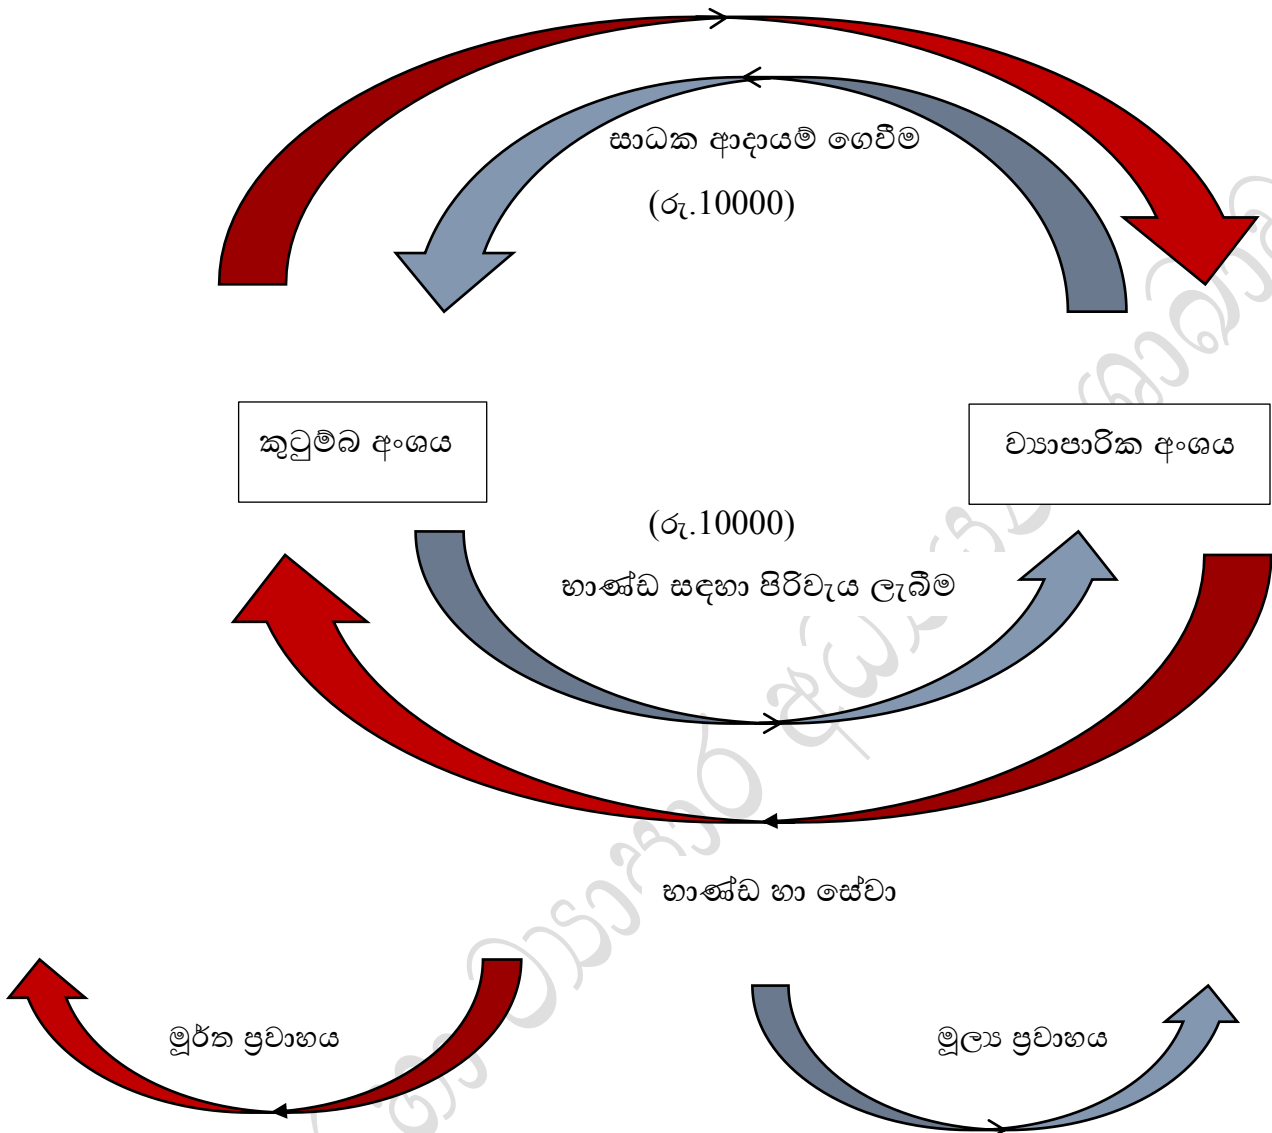 සාධක ආදායම් ගෙවීම
(රු.10000)
කුටුම්බ අංශය
ව්‍යාපාරික අංශය
(රු.10000)
භාණ්ඩ සඳහා පිරිවැය ලැබීම
භාණ්ඩ හා සේවා
මූර්ත ප්‍රවාහය
මූල්‍ය ප්‍රවාහය